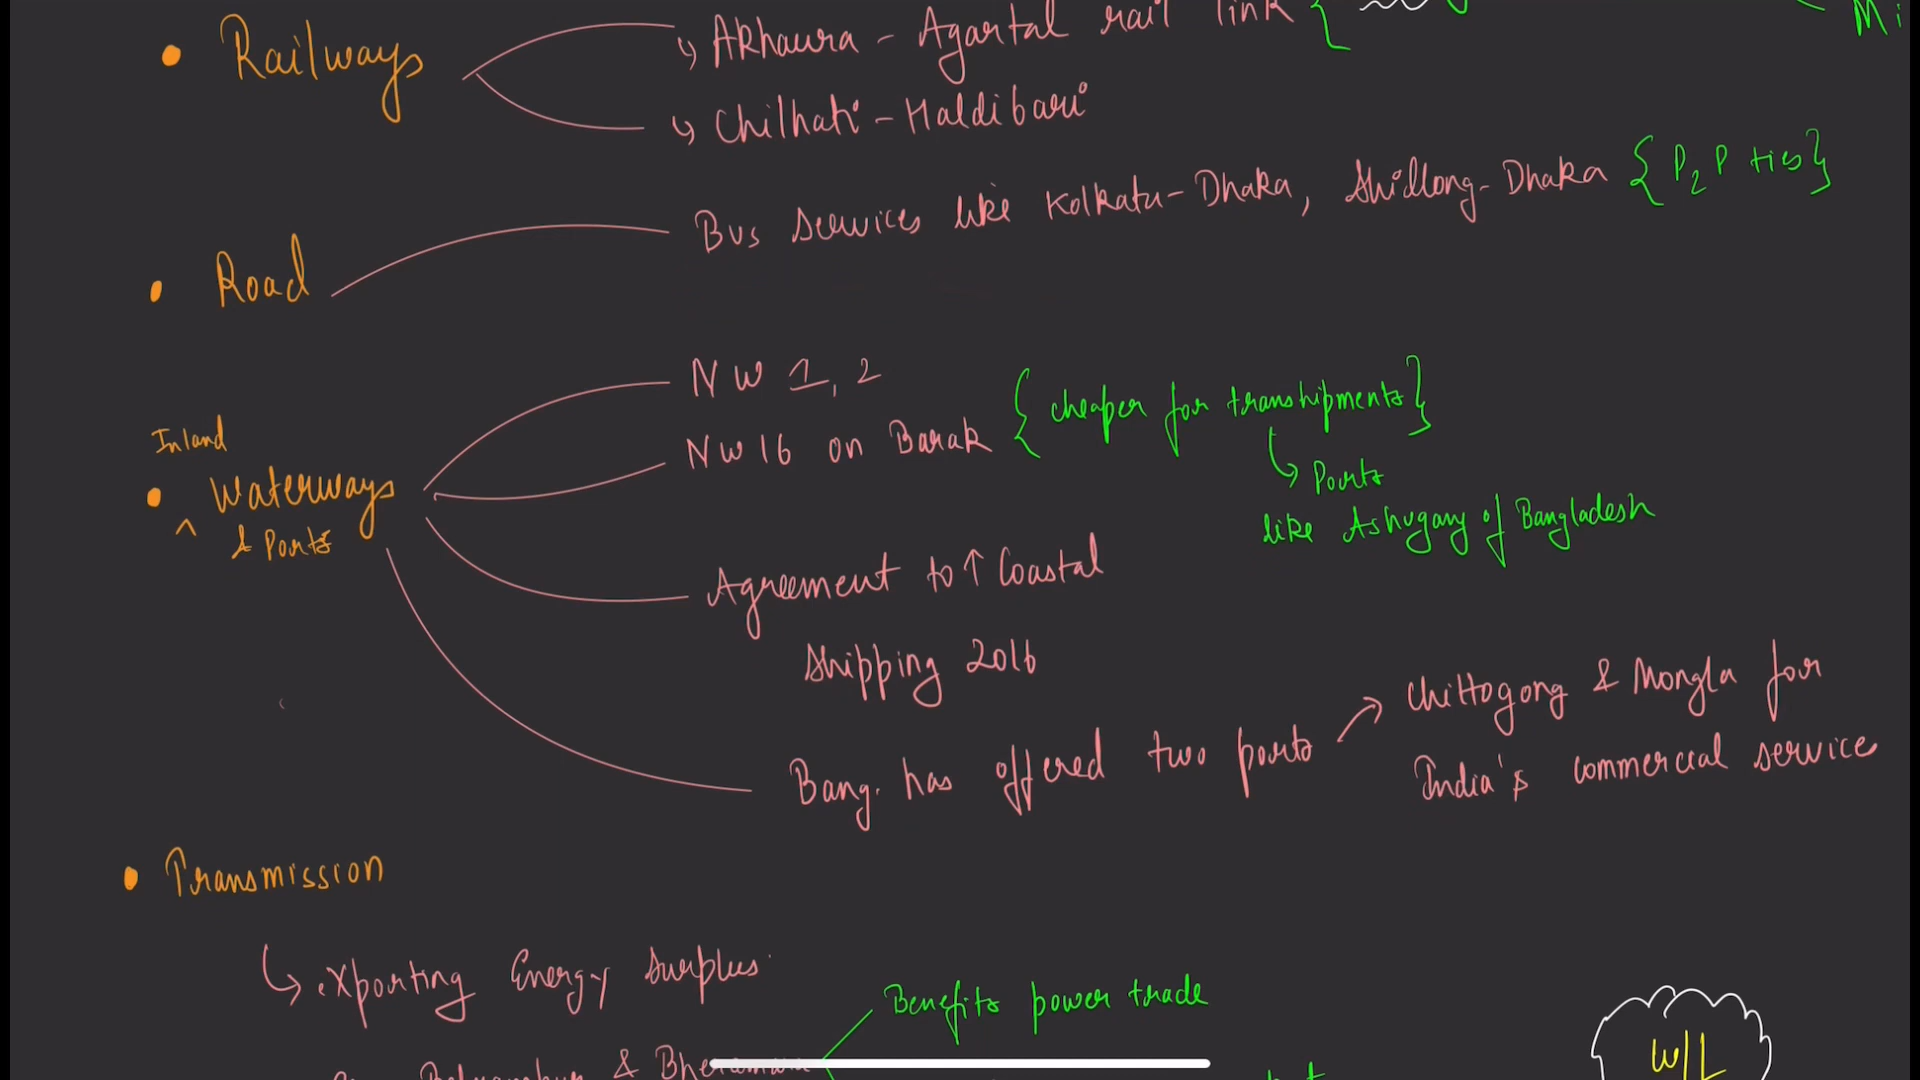 • Railways
↳ Akhaura - Agartal rail link {
Mi
↳ Chilhati - Haldibari
• Road
Bus services like Kolkata - Dhaka, Shillong - Dhaka {P2P ties}
Inland
• Waterways
^ & Ports
NW 1, 2
NW 16 on Barak {cheaper for transhipments}
↳ Ports
like Ashuganj of Bangladesh
Agreement to ↑ Coastal
Shipping 2016
Bang. has offered two ports → Chittogong & Mongla for
India's commercial service
• Transmission
↳ exporting Energy surplus
Benefits power trade
& Bheramara
W/L